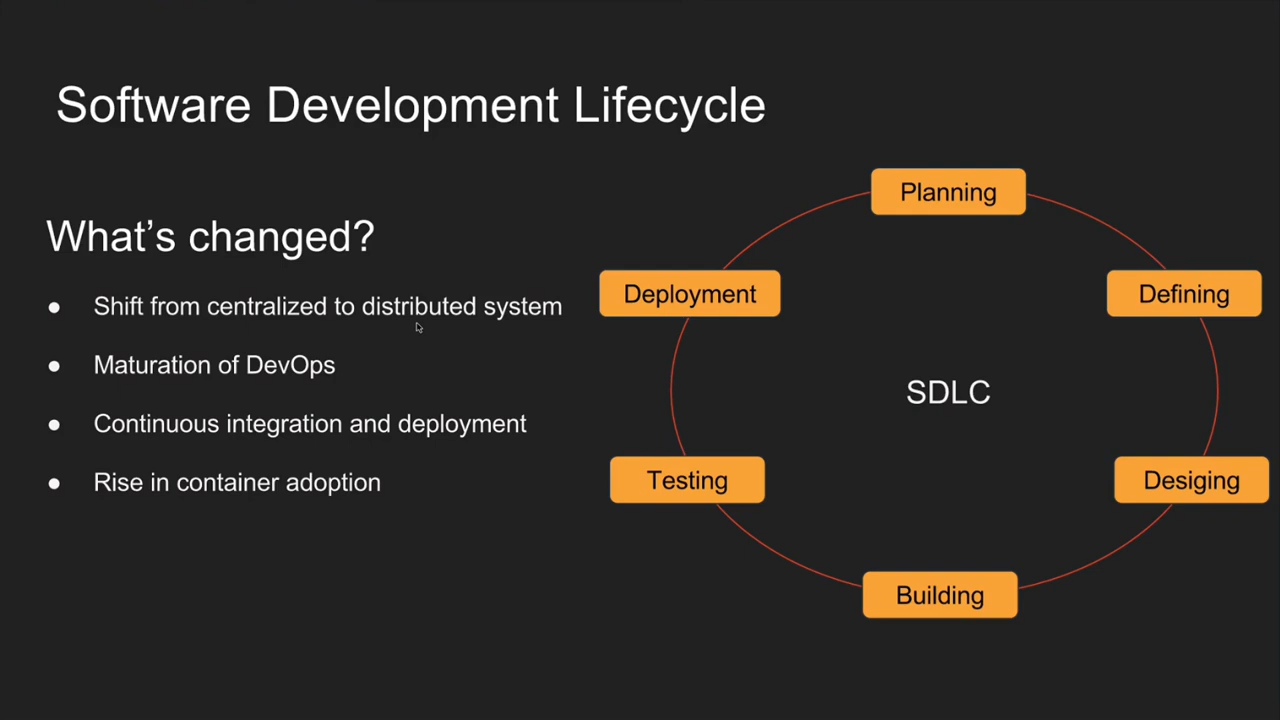 Software Development Lifecycle
What's changed?
● Shift from centralized to distributed system
● Maturation of DevOps
● Continuous integration and deployment
● Rise in container adoption
Planning
Defining
Desiging
Building
Testing
Deployment
SDLC